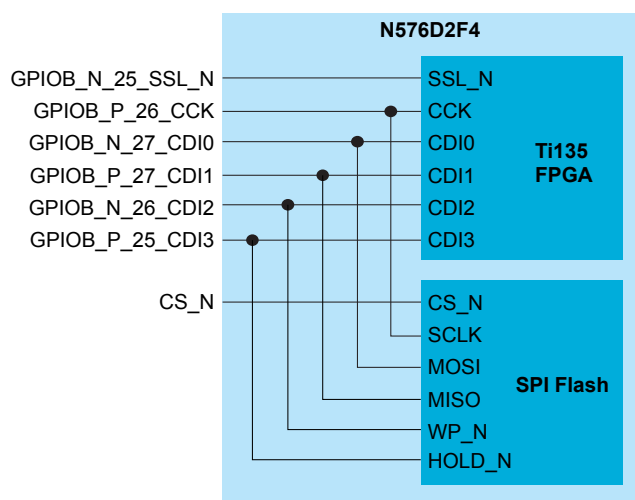 N576D2F4
GPIOB_N_25_SSL_N
GPIOB_P_26_CCK
GPIOB_N_27_CDI0
GPIOB_P_27_CDI1
GPIOB_N_26_CDI2
GPIOB_P_25_CDI3
CS_N
SSL_N
CCK
CDI0
CDI1
CDI2
CDI3
Ti135
FPGA
CS_N
SCLK
MOSI
MISO
WP_N
HOLD_N
SPI Flash